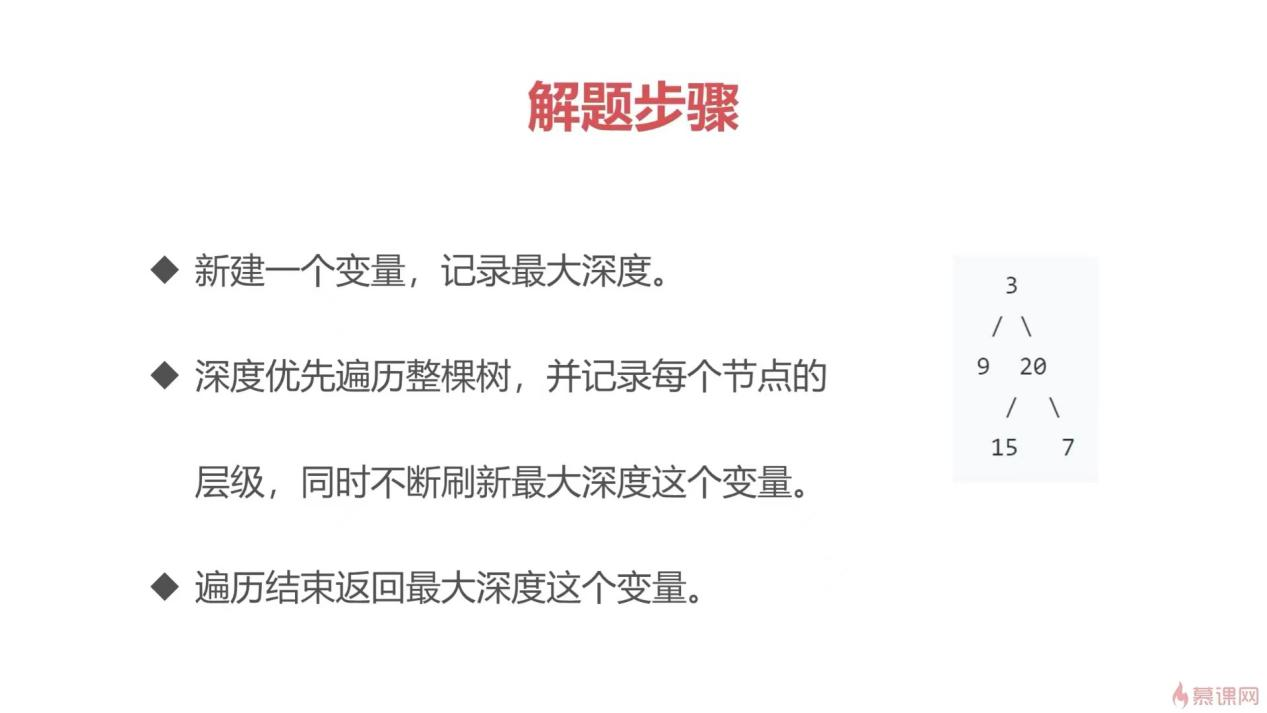 解题步骤
◆ 新建一个变量，记录最大深度。
◆ 深度优先遍历整棵树，并记录每个节点的
层级，同时不断刷新最大深度这个变量。
◆ 遍历结束返回最大深度这个变量。
3
/ \
9 20
/ \
15 7
慕课网